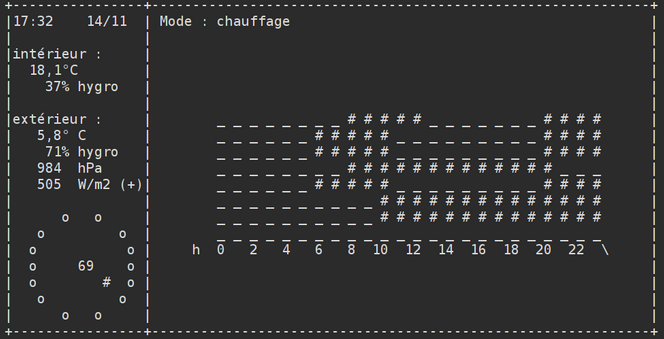 +----------------+--------------------------------------------------------------+
|17:32    14/11  | Mode : chauffage                                             |
|                |                                                              |
|intérieur :     |                                                              |
|  18,1°C        |                                                              |
|    37% hygro   |                                                              |
|                |                                                              |
|extérieur :     |        _ _ _ _ _ _ _ _ # # # # # _ _ _ _ _ _ _ # # # #       |
|   5,8° C       |        _ _ _ _ _ _ # # # # # _ _ _ _ _ _ _ _ _ # # # #       |
|    71% hygro   |        _ _ _ _ _ _ # # # # # _ _ _ _ _ _ _ _ _ # # # #       |
|   984  hPa     |        _ _ _ _ _ _ _ _ # # # # # # # # # # # # # _ _ _       |
|   505  W/m2 (+)|        _ _ _ _ _ _ # # # # # _ _ _ _ _ _ _ _ _ # # # #       |
|                |        _ _ _ _ _ _ _ _ _ _ # # # # # # # # # # # # # #       |
|      o   o     |        _ _ _ _ _ _ _ _ _ _ # # # # # # # # # # # # # #       |
|   o         o  |        _ _ _ _ _ _ _ _ _ _ _ _ _ _ _ _ _ _ _ _ _ _ _ _       |
|  o           o |     h  0   2   4   6   8   10  12  14  16  18  20  22  \      |
|  o     69    o |                                                              |
|  o        #  o |                                                              |
|   o         o  |                                                              |
|      o   o     |                                                              |
+----------------+--------------------------------------------------------------+